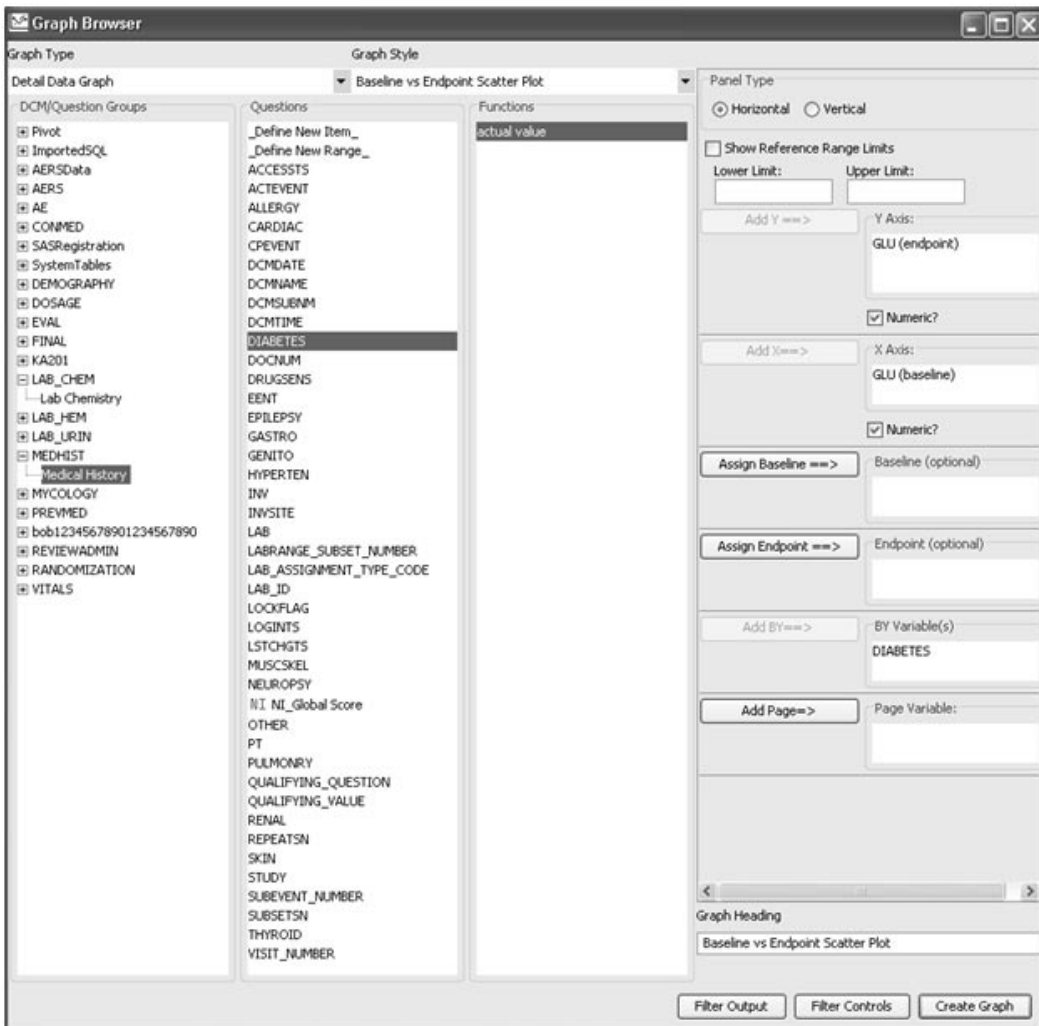 Graph Browser
Graph Type
Graph Style
Detail Data Graph
Baseline vs Endpoint Scatter Plot
DCM/Question Groups
Pivot
ImportedSQL
AERSData
AERS
AE
CONMED
SASRegistration
SystemTables
DEMOGRAPHY
DOSAGE
EVAL
FINAL
KA201
LAB_CHEM
Lab Chemistry
LAB_HEM
LAB_URIN
MEDHIST
Medical History
MYCOLOGY
PREVMED
bob12345678901234567890
REVIEWADMIN
RANDOMIZATION
VITALS
Questions
_Define New Item_
_Define New Range_
ACCESSTS
ACTEVENT
ALLERGY
CARDIAC
CPEVENT
DCMDATE
DCMNAME
DCMSUBNM
DCMTIME
DIABETES
DOCNUM
DRUGSENS
EENT
EPILEPSY
GASTRO
GENITO
HYPERTEN
INV
INVSITE
LAB
LABRANGE_SUBSET_NUMBER
LAB_ASSIGNMENT_TYPE_CODE
LAB_ID
LOCKFLAG
LOGINTS
LSTCHGTS
MUSCSKEL
NEUROPSY
NI NI_Global Score
OTHER
PT
PULMONRY
QUALIFYING_QUESTION
QUALIFYING_VALUE
RENAL
REPEATSN
SKIN
STUDY
SUBEVENT_NUMBER
SUBSETSN
THYROID
VISIT_NUMBER
Functions
actual value
Panel Type
Horizontal Vertical
Show Reference Range Limits
Lower Limit: Upper Limit:
Add Y ==>
Y Axis:
GLU (endpoint)
Numeric?
Add X==>
X Axis:
GLU (baseline)
Numeric?
Assign Baseline ==>
Baseline (optional)
Assign Endpoint ==>
Endpoint (optional)
Add BY==>
BY Variable(s)
DIABETES
Add Page=>
Page Variable:
Graph Heading
Baseline vs Endpoint Scatter Plot
Filter Output
Filter Controls
Create Graph